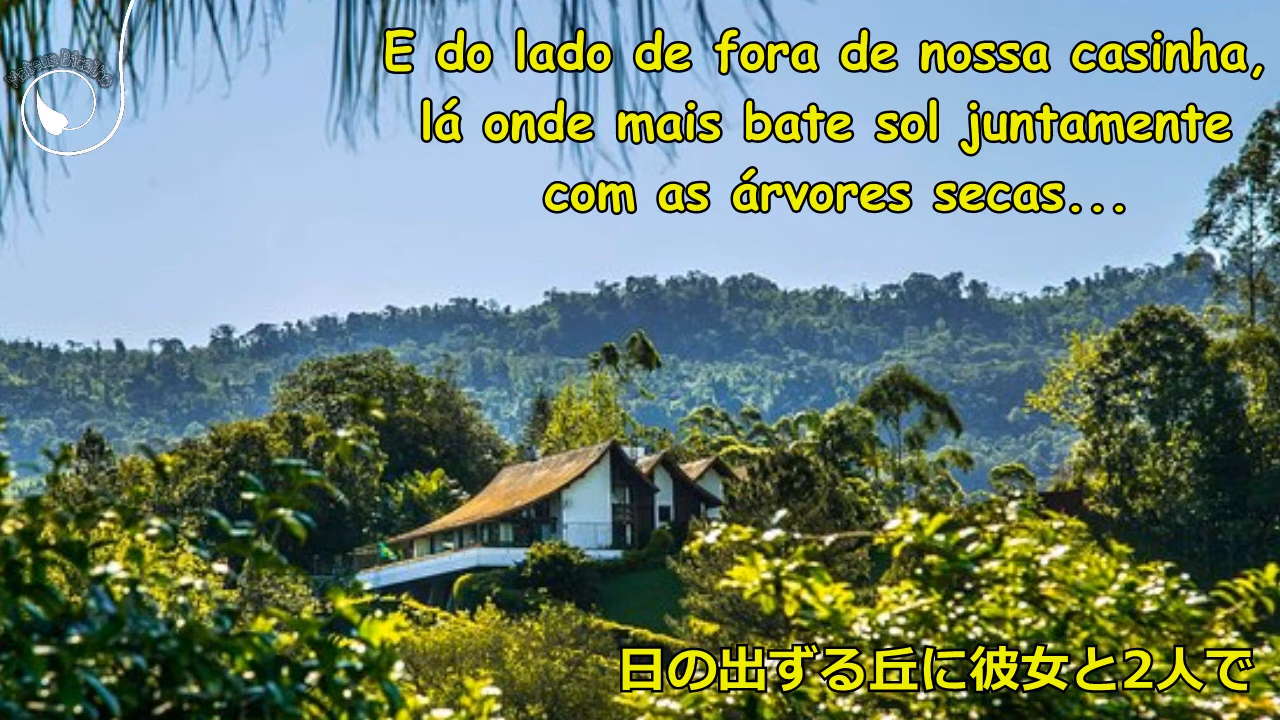 E do lado de fora de nossa casinha,
lá onde mais bate sol juntamente
com as árvores secas...
日の出ずる丘に彼女と2人で